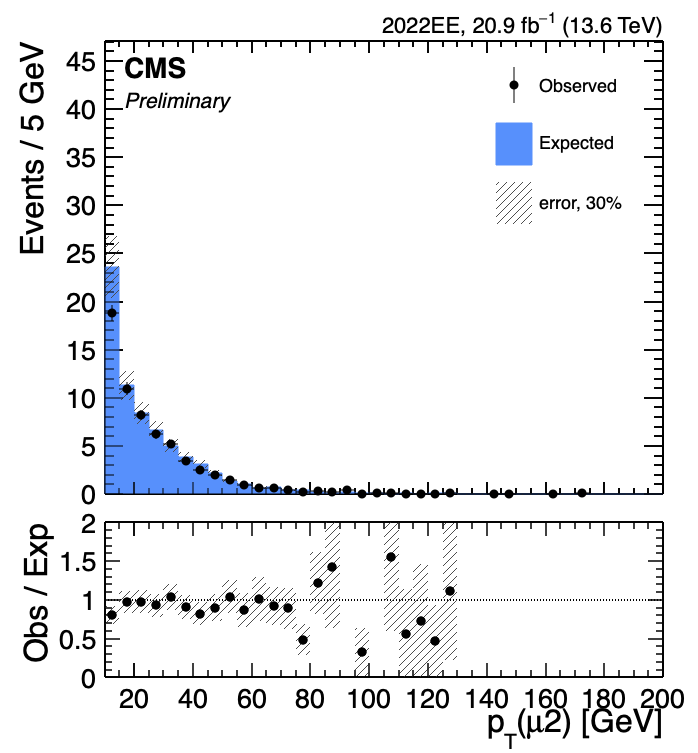 2022EE, 20.9 fb⁻¹ (13.6 TeV)
CMS
Preliminary
Observed
Expected
error, 30%
Events / 5 GeV
45
40
35
30
25
20
15
10
5
0
Obs / Exp
2
1.5
1
0.5
0
20 40 60 80 100 120 140 160 180 200
p_T(μ2) [GeV]